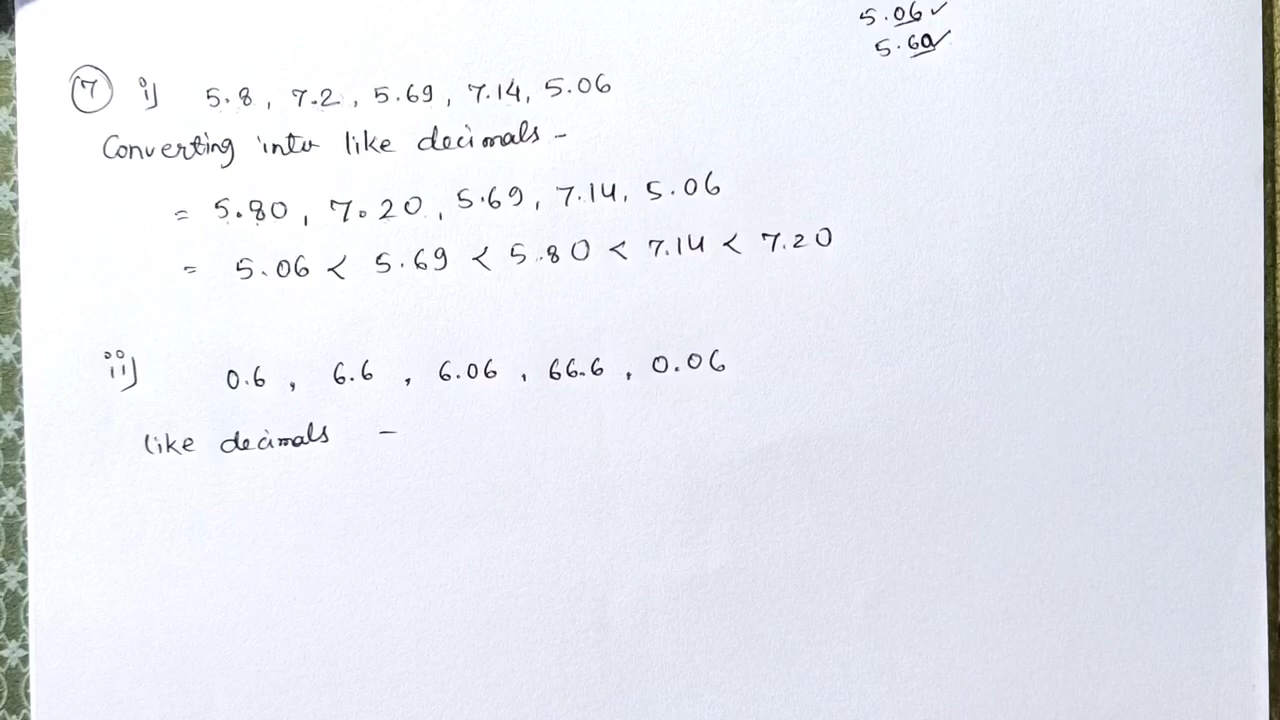 5.06 ✓
5.60 ✓
7 i) 5.8, 7.2, 5.69, 7.14, 5.06
Converting into like decimals -
= 5.80, 7.20, 5.69, 7.14, 5.06
= 5.06 < 5.69 < 5.80 < 7.14 < 7.20
ii) 0.6, 6.6, 6.06, 66.6, 0.06
like decimals -